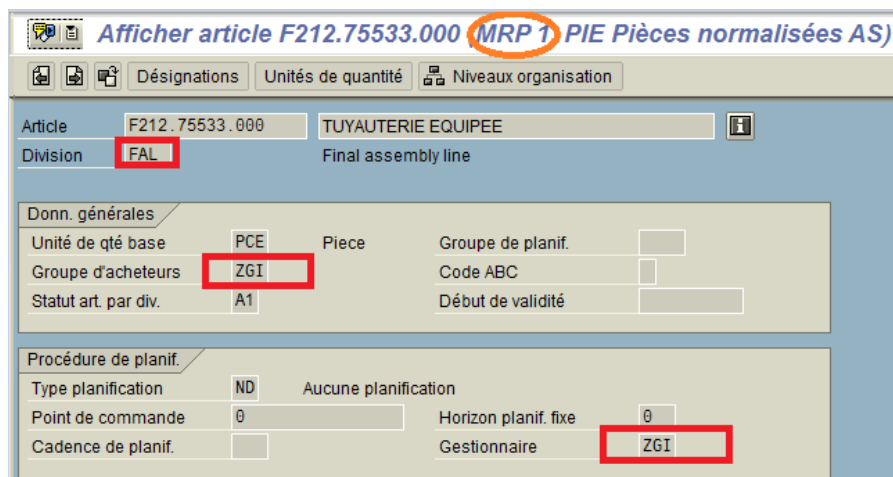 Afficher article F212.75533.000 (MRP 1, PIE Pièces normalisées AS)
Désignations Unités de quantité Niveaux organisation
Article F212.75533.000 TUYAUTERIE EQUIPEE
Division FAL Final assembly line
Donn. générales
Unité de qté base PCE Piece Groupe de planif.
Groupe d'acheteurs ZGI Code ABC
Statut art. par div. A1 Début de validité
Procédure de planif.
Type planification ND Aucune planification
Point de commande 0 Horizon planif. fixe 0
Cadence de planif. Gestionnaire ZGI